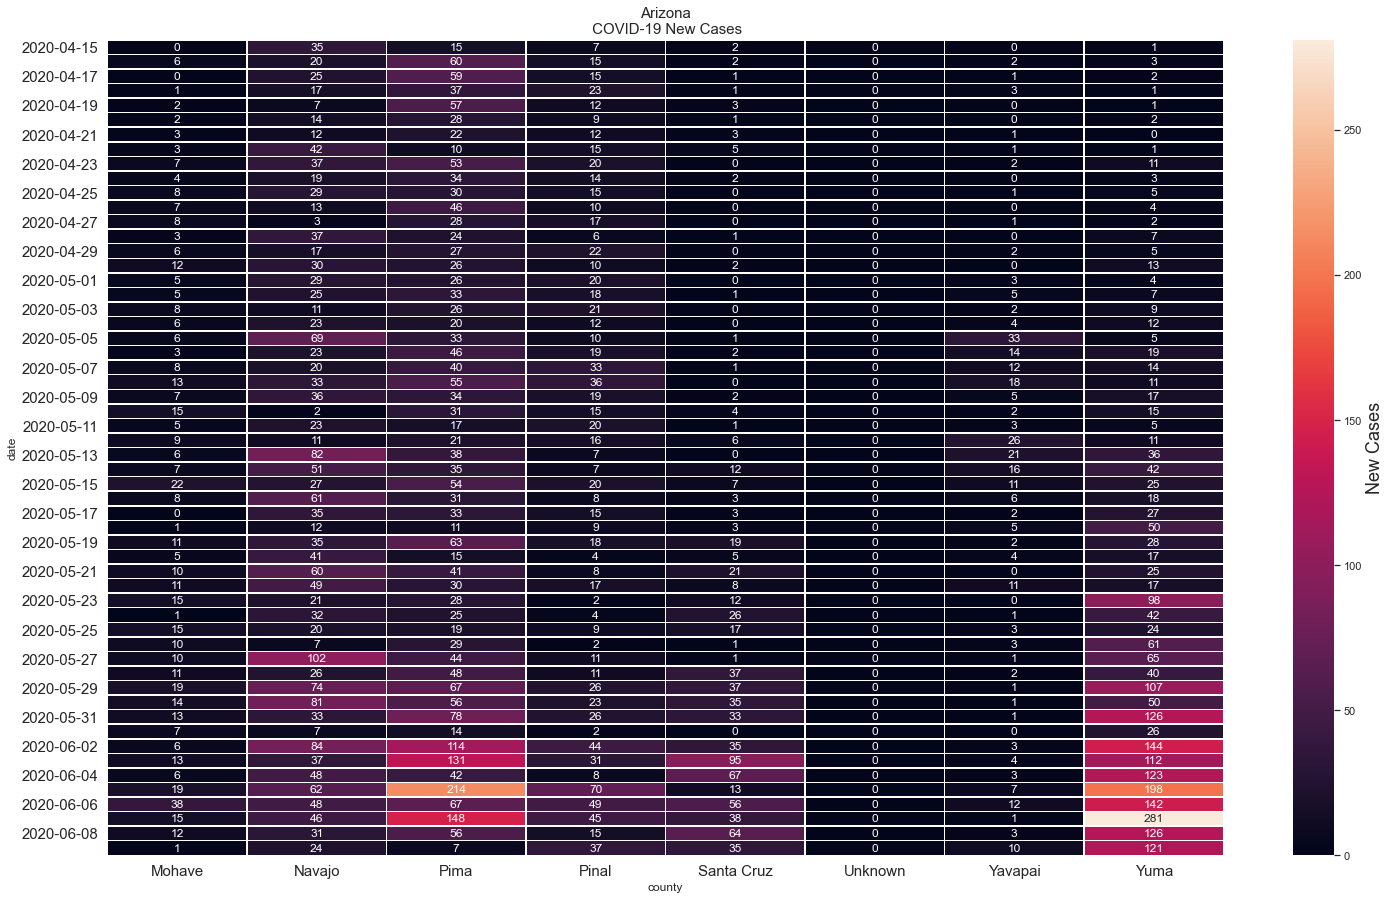 Arizona
COVID-19 New Cases
2020-04-15 0 35 15 7 2 0 0 1
6 20 60 15 2 0 2 3
2020-04-17 0 25 59 15 1 0 1 2
1 17 37 23 1 0 3 1
2020-04-19 2 7 57 12 3 0 0 1
2 14 28 9 1 0 0 2
2020-04-21 3 12 22 12 3 0 1 0
3 42 10 15 5 0 1 1
2020-04-23 7 37 53 20 0 0 2 11
4 19 34 14 2 0 0 3
2020-04-25 8 29 30 15 0 0 1 5
7 13 46 10 0 0 0 4
2020-04-27 8 3 28 17 0 0 1 2
3 37 24 6 1 0 0 7
2020-04-29 6 17 27 22 0 0 2 5
12 30 26 10 2 0 0 13
2020-05-01 5 29 26 20 0 0 3 4
5 25 33 18 1 0 5 7
2020-05-03 8 11 26 21 0 0 2 9
6 23 20 12 0 0 4 12
2020-05-05 6 69 33 10 1 0 33 5
3 23 46 19 2 0 14 19
2020-05-07 8 20 40 33 1 0 12 14
13 33 55 36 0 0 18 11
2020-05-09 7 36 34 19 2 0 5 17
15 2 31 15 4 0 2 15
2020-05-11 5 23 17 20 1 0 3 5
9 11 21 16 6 0 26 11
2020-05-13 6 82 38 7 0 0 21 36
7 51 35 7 12 0 16 42
2020-05-15 22 27 54 20 7 0 11 25
8 61 31 8 3 0 6 18
2020-05-17 0 35 33 15 3 0 2 27
1 12 11 9 3 0 5 50
2020-05-19 11 35 63 18 19 0 2 28
5 41 15 4 5 0 4 17
2020-05-21 10 60 41 8 21 0 0 25
11 49 30 17 8 0 11 17
2020-05-23 15 21 28 2 12 0 0 98
1 32 25 4 26 0 1 42
2020-05-25 15 20 19 9 17 0 3 24
10 7 29 2 1 0 3 61
2020-05-27 10 102 44 11 1 0 1 65
11 26 48 11 37 0 2 40
2020-05-29 19 74 67 26 37 0 1 107
14 81 56 23 35 0 1 50
2020-05-31 13 33 78 26 33 0 1 126
7 7 14 2 0 0 0 26
2020-06-02 6 84 114 44 35 0 3 144
13 37 131 31 95 0 4 112
2020-06-04 6 48 42 8 67 0 3 123
19 62 214 70 13 0 7 198
2020-06-06 38 48 67 49 56 0 12 142
15 46 148 45 38 0 1 281
2020-06-08 12 31 56 15 64 0 3 126
1 24 7 37 35 0 10 121
Mohave Navajo Pima Pinal Santa Cruz Unknown Yavapai Yuma
county
date
250
200
150
100
50
0
New Cases